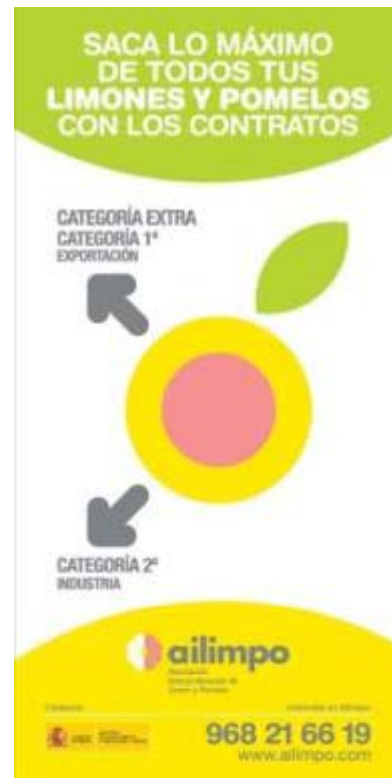 SACA LO MÁXIMO
DE TODOS TUS
LIMONES Y POMELOS
CON LOS CONTRATOS
CATEGORÍA EXTRA
CATEGORÍA 1ª
EXPORTACIÓN
CATEGORÍA 2ª
INDUSTRIA
ailimpo
968 21 66 19
www.ailimpo.com